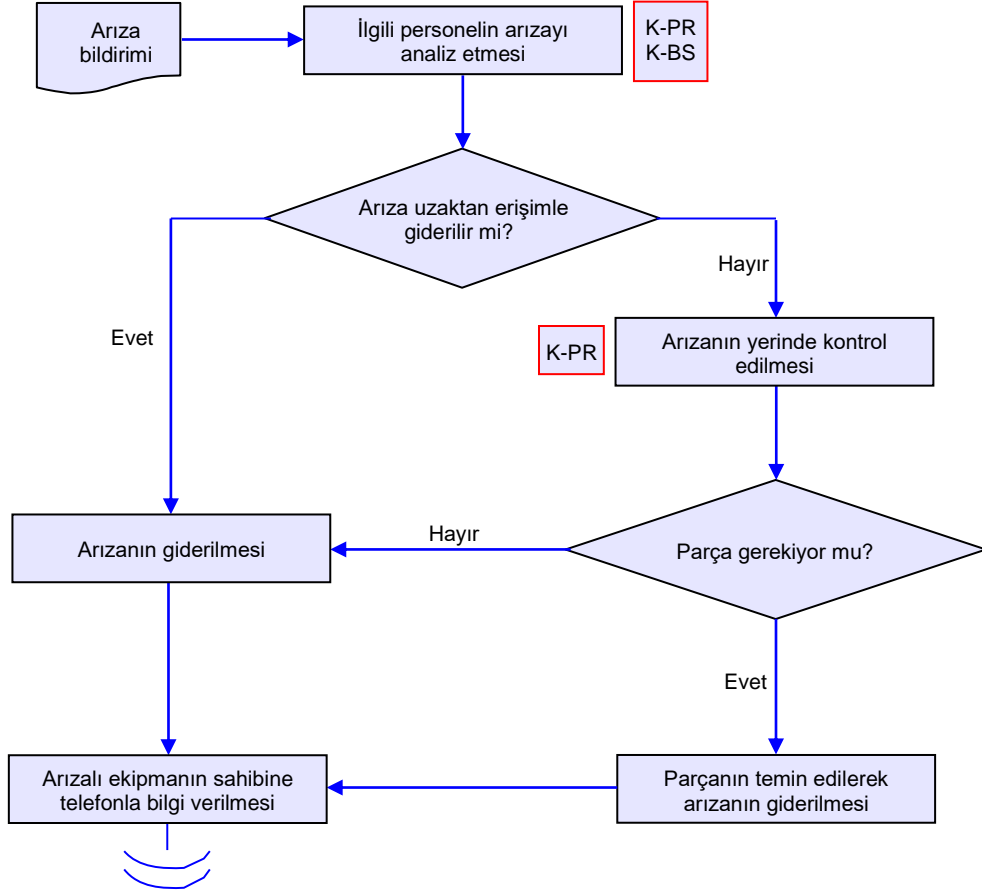 Arıza
bildirimi
İlgili personelin arızayı
analiz etmesi
K-PR
K-BS
Arıza uzaktan erişimle
giderilir mi?
Hayır
Evet
K-PR
Arızanın yerinde kontrol
edilmesi
Arızanın giderilmesi
Hayır
Parça gerekiyor mu?
Evet
Arızalı ekipmanın sahibine
telefonla bilgi verilmesi
Parçanın temin edilerek
arızanın giderilmesi